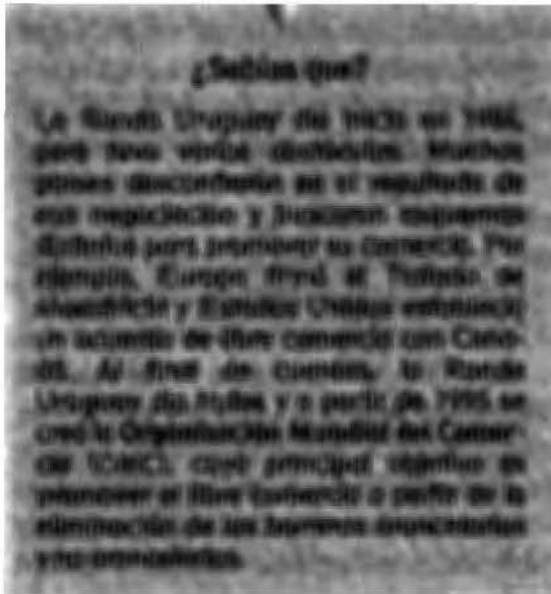 ¿Sabías que?
La Ronda Uruguay dio inicio en 1986,
pero tuvo varios obstáculos. Muchos
países desconfiaron en el resultado de
esa negociación y buscaron esquemas
distintos para promover su comercio. Por
ejemplo, Europa firmó el Tratado de
Maastricht y Estados Unidos estableció
un acuerdo de libre comercio con Cana-
dá. Al final de cuentas, la Ronda
Uruguay dio frutos y a partir de 1995 se
creó la Organización Mundial del Comer-
cio (OMC), cuyo principal objetivo es
promover el libre comercio a partir de la
eliminación de las barreras arancelarias
y no arancelarias.